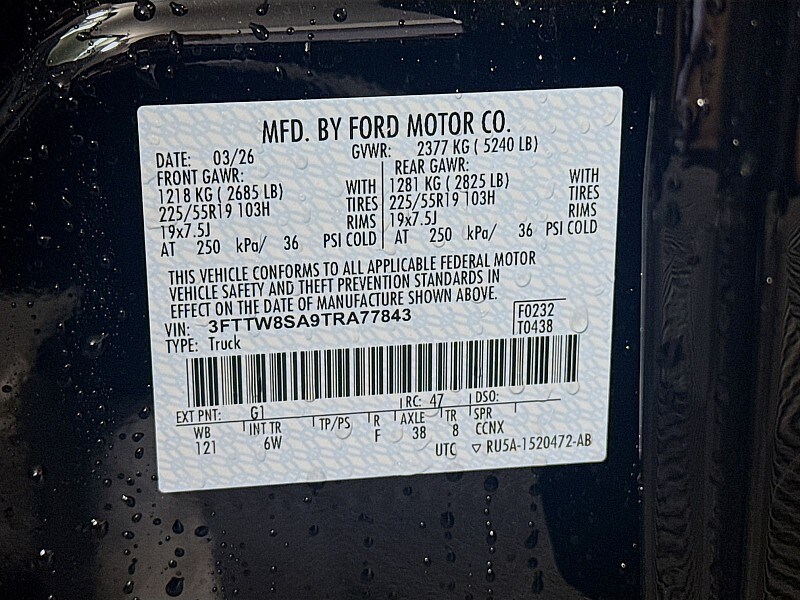 MFD. BY FORD MOTOR CO.
DATE: 03/26 GVWR: 2377 KG ( 5240 LB)
FRONT GAWR: REAR GAWR:
1218 KG ( 2685 LB) WITH 1281 KG ( 2825 LB) WITH
225/55R19 103H TIRES 225/55R19 103H TIRES
19x7.5J RIMS 19x7.5J RIMS
AT 250 kPa/ 36 PSI COLD AT 250 kPa/ 36 PSI COLD
THIS VEHICLE CONFORMS TO ALL APPLICABLE FEDERAL MOTOR
VEHICLE SAFETY AND THEFT PREVENTION STANDARDS IN
EFFECT ON THE DATE OF MANUFACTURE SHOWN ABOVE.
VIN: 3FTTW8SA9TRA77843 F0232
TYPE: Truck T0438
EXT PNT: G1 RC: 47 DSO:
WB INT TR TP/PS R AXLE TR SPR
121 6W F 38 8 CCNX
UTC ▽ RU5A-1520472-AB